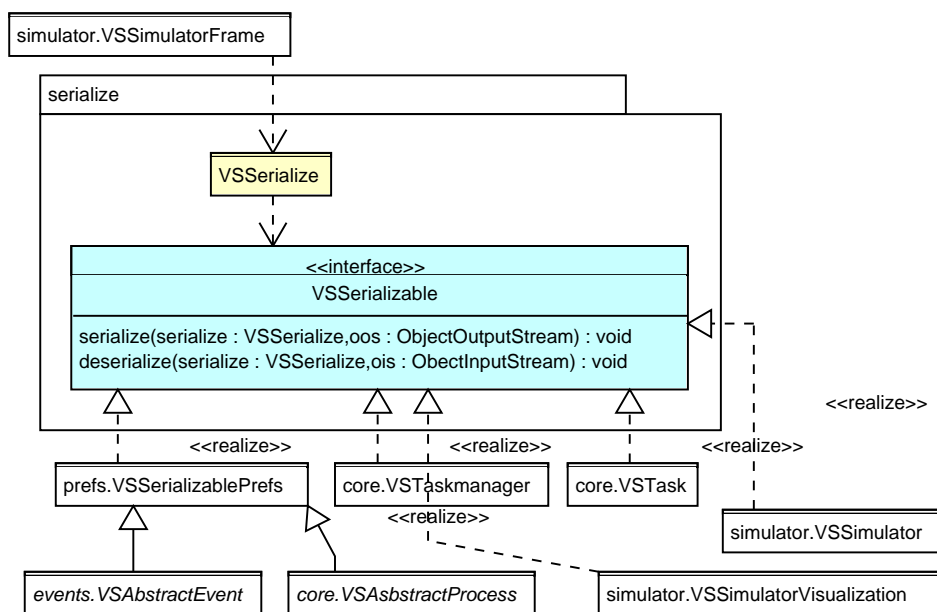 simulator.VSSimulatorFrame
serialize
VSSerialize
<<interface>>
VSSerializable
serialize(serialize : VSSerialize,oos : ObjectOutputStream) : void
deserialize(serialize : VSSerialize,ois : ObectInputStream) : void
<<realize>>
<<realize>> <<realize>> <<realize>>
prefs.VSSerializablePrefs core.VSTaskmanager core.VSTask
<<realize>>
simulator.VSSimulator
events.VSAbstractEvent core.VSAsbstractProcess simulator.VSSimulatorVisualization